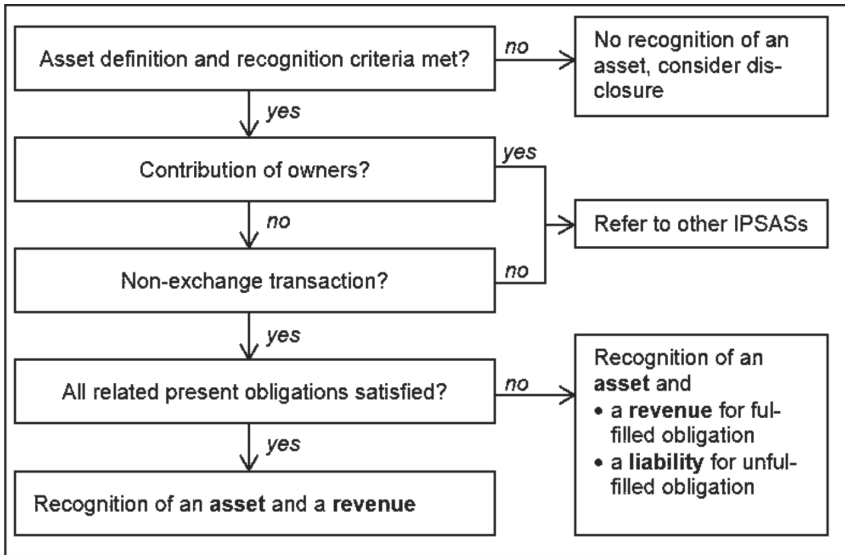 Asset definition and recognition criteria met?
no
No recognition of an
asset, consider dis-
closure
yes
Contribution of owners?
yes
no
Refer to other IPSASs
Non-exchange transaction?
no
yes
All related present obligations satisfied?
no
Recognition of an
asset and
• a revenue for ful-
filled obligation
• a liability for unful-
filled obligation
yes
Recognition of an asset and a revenue